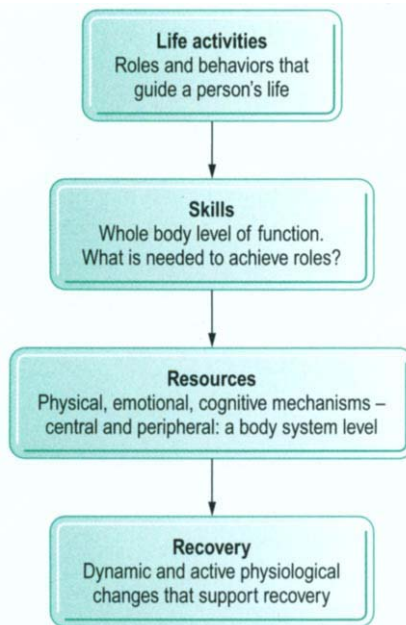 Life activities
Roles and behaviors that
guide a person's life
Skills
Whole body level of function.
What is needed to achieve roles?
Resources
Physical, emotional, cognitive mechanisms –
central and peripheral: a body system level
Recovery
Dynamic and active physiological
changes that support recovery